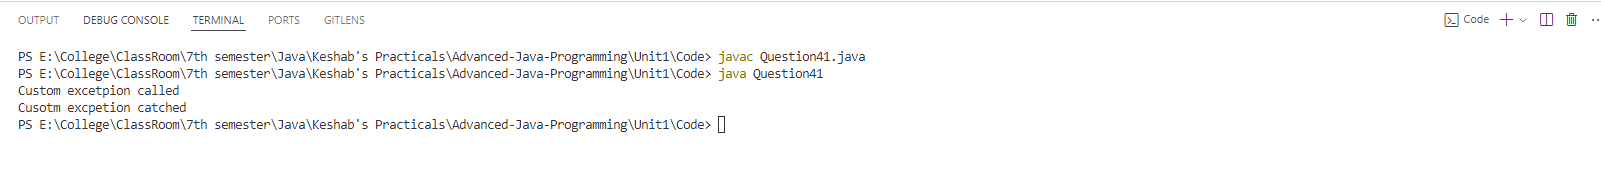 OUTPUT DEBUG CONSOLE TERMINAL PORTS GITLENS Code
PS E:\College\ClassRoom\7th semester\Java\Keshab's Practicals\Advanced-Java-Programming\Unit1\Code> javac Question41.java
PS E:\College\ClassRoom\7th semester\Java\Keshab's Practicals\Advanced-Java-Programming\Unit1\Code> java Question41
Custom excetpion called
Cusotm excpetion catched
PS E:\College\ClassRoom\7th semester\Java\Keshab's Practicals\Advanced-Java-Programming\Unit1\Code>